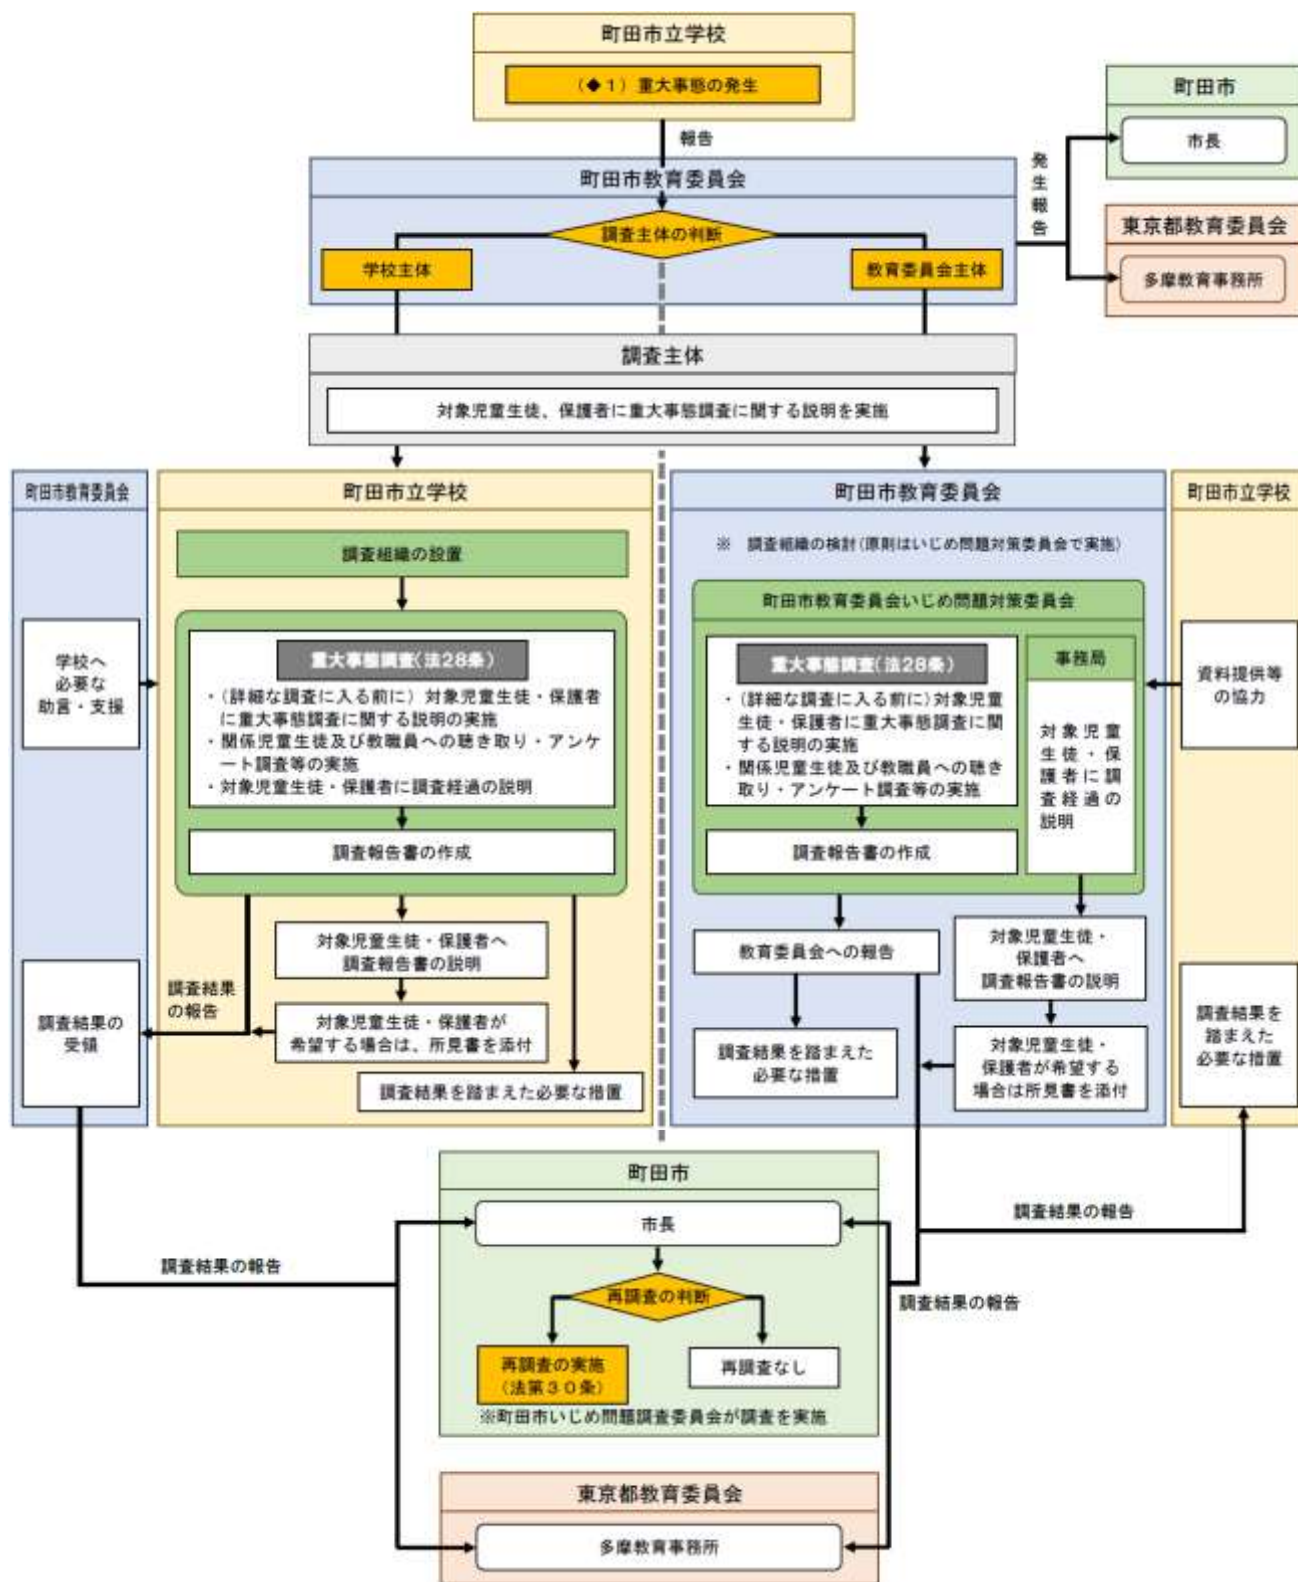 町田市立学校
(◆1) 重大事態の発生
報告
町田市
市長
発生報告
東京都教育委員会
多摩教育事務所
町田市教育委員会
調査主体の判断
学校主体
教育委員会主体
調査主体
対象児童生徒、保護者に重大事態調査に関する説明を実施
町田市教育委員会
学校へ
必要な
助言・支援
調査結果の
受領
町田市立学校
調査組織の設置
重大事態調査(法28条)
・(詳細な調査に入る前に) 対象児童生徒・保護者
に重大事態調査に関する説明の実施
・関係児童生徒及び教職員への聴き取り・アンケ
ート調査等の実施
・対象児童生徒・保護者に調査経過の説明
調査報告書の作成
対象児童生徒・保護者へ
調査報告書の説明
調査結果
の報告
対象児童生徒・保護者が
希望する場合は、所見書を添付
調査結果を踏まえた必要な措置
町田市教育委員会
※ 調査組織の検討(原則はいじめ問題対策委員会で実施)
町田市教育委員会いじめ問題対策委員会
重大事態調査(法28条)
・(詳細な調査に入る前に)対象児童
生徒・保護者に重大事態調査に関
する説明の実施
・関係児童生徒及び教職員への聴き
取り・アンケート調査等の実施
調査報告書の作成
事務局
対象児童
生徒・保
護者に調
査経過の
説明
教育委員会への報告
調査結果を踏まえた
必要な措置
対象児童生徒・
保護者へ
調査報告書の説明
対象児童生徒・
保護者が希望する
場合は所見書を添付
町田市立学校
資料提供等
の協力
調査結果を
踏まえた
必要な措置
調査結果の報告
調査結果の報告
調査結果の報告
町田市
市長
再調査の判断
再調査の実施
(法第30条)
再調査なし
※町田市いじめ問題調査委員会が調査を実施
東京都教育委員会
多摩教育事務所